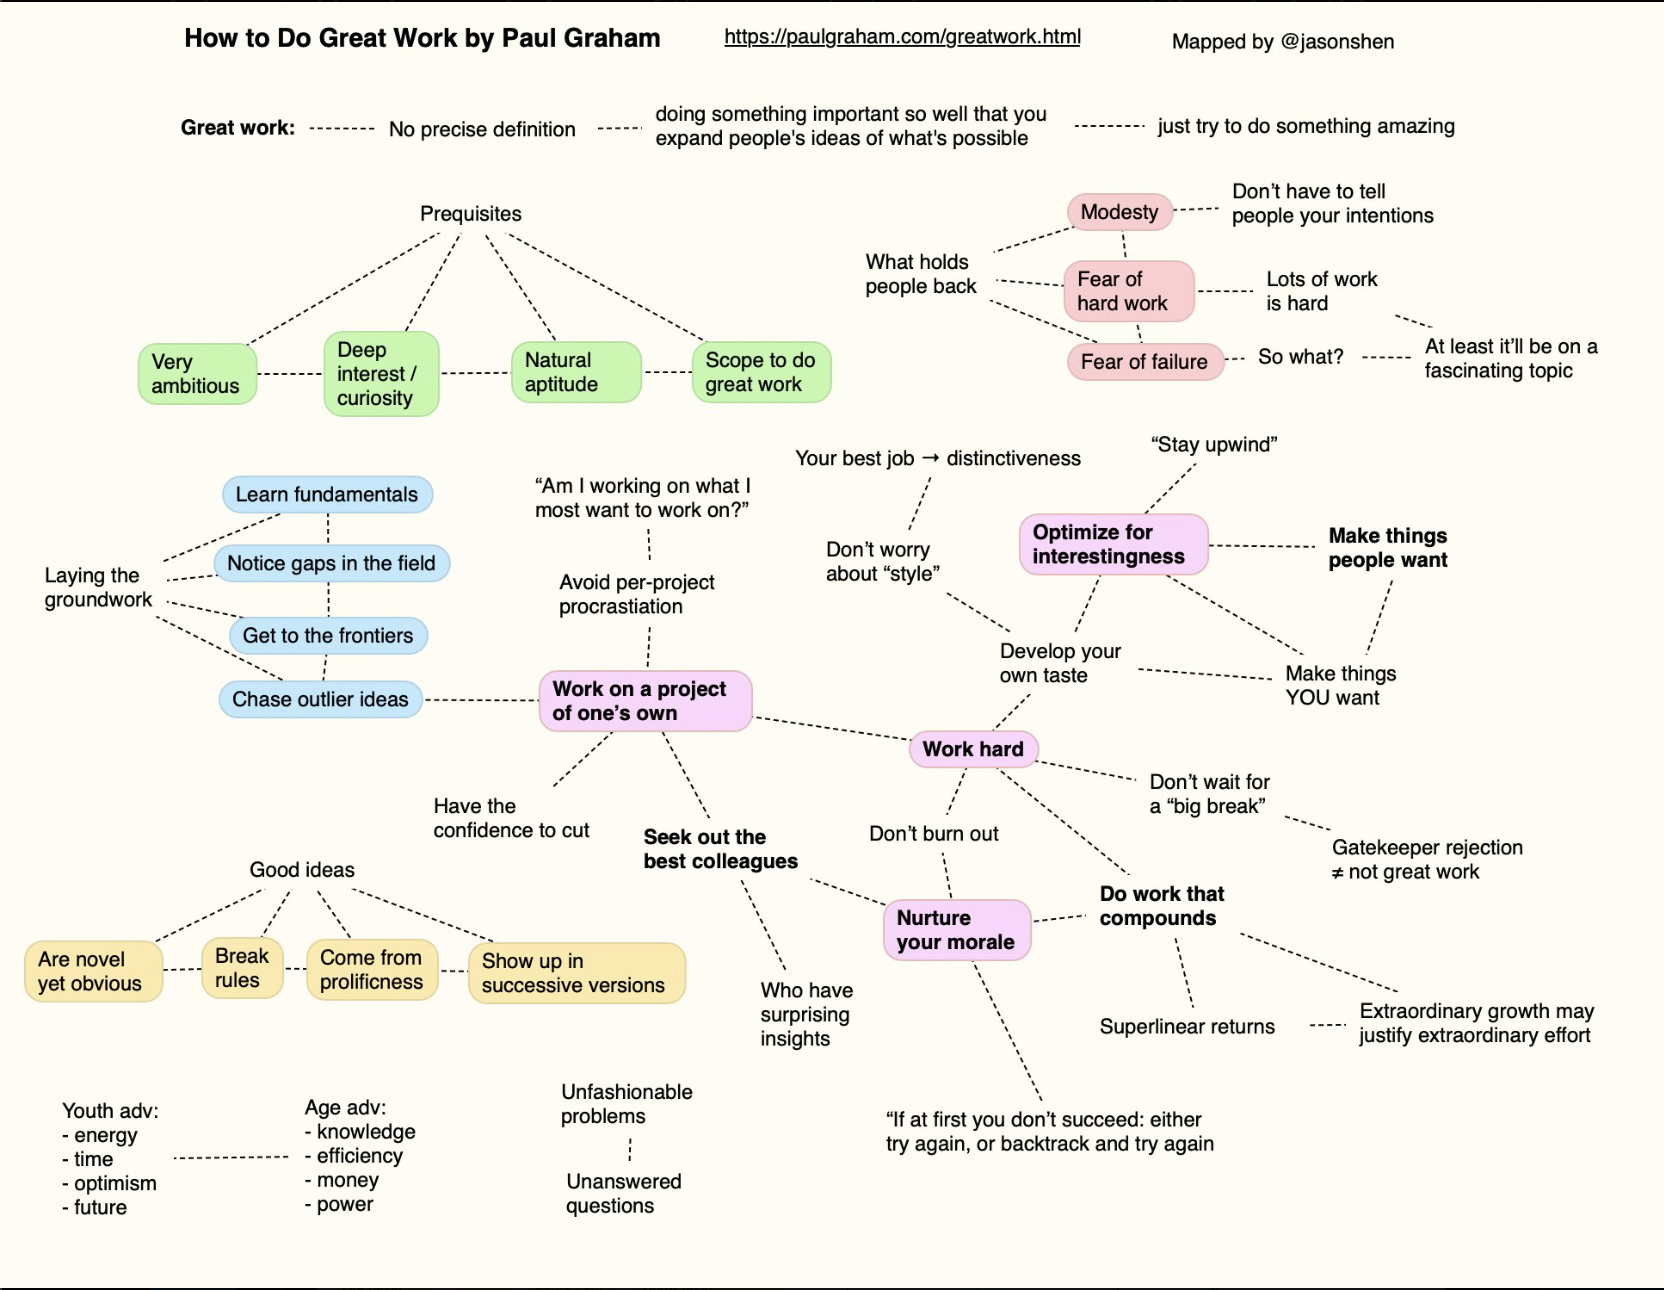 How to Do Great Work by Paul Graham
https://paulgraham.com/greatwork.html
Mapped by @jasonshen
Great work:
No precise definition
doing something important so well that you
expand people's ideas of what's possible
just try to do something amazing
Prequisites
Very
ambitious
Deep
interest /
curiosity
Natural
aptitude
Scope to do
great work
What holds
people back
Modesty
Don’t have to tell
people your intentions
Fear of
hard work
Lots of work
is hard
Fear of failure
So what?
At least it’ll be on a
fascinating topic
Laying the
groundwork
Learn fundamentals
Notice gaps in the field
Get to the frontiers
Chase outlier ideas
“Am I working on what I
most want to work on?”
Avoid per-project
procrastiation
Work on a project
of one’s own
Have the
confidence to cut
Seek out the
best colleagues
Who have
surprising
insights
Your best job → distinctiveness
Don’t worry
about “style”
“Stay upwind”
Optimize for
interestingness
Make things
people want
Develop your
own taste
Make things
YOU want
Work hard
Don’t wait for
a “big break”
Gatekeeper rejection
≠ not great work
Don’t burn out
Nurture
your morale
Do work that
compounds
Superlinear returns
Extraordinary growth may
justify extraordinary effort
“If at first you don’t succeed: either
try again, or backtrack and try again
Good ideas
Are novel
yet obvious
Break
rules
Come from
prolificness
Show up in
successive versions
Youth adv:
- energy
- time
- optimism
- future
Age adv:
- knowledge
- efficiency
- money
- power
Unfashionable
problems
Unanswered
questions